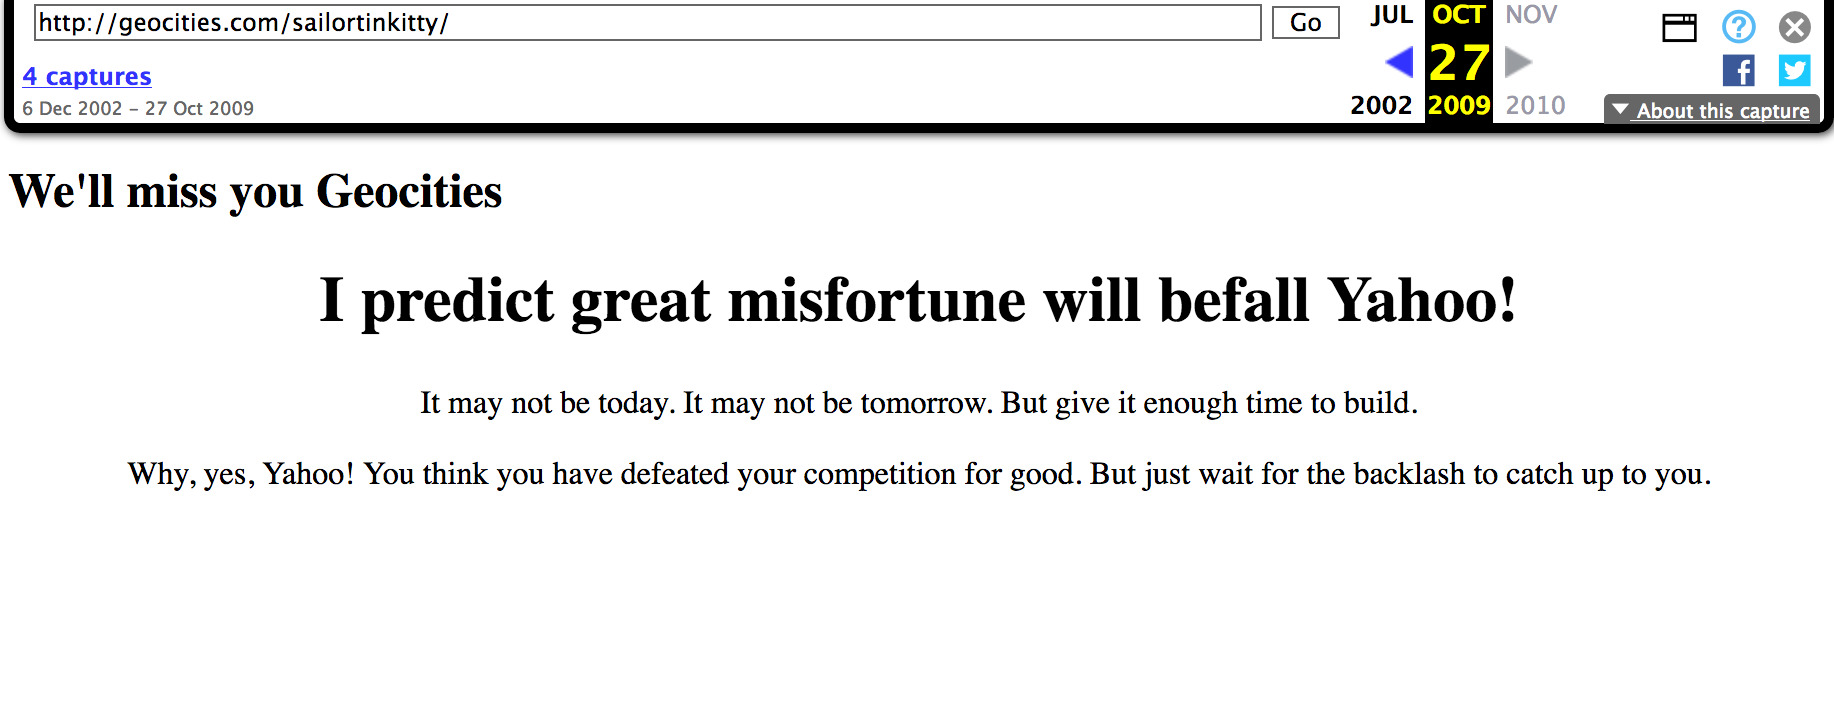 http://geocities.com/sailortinkitty/
Go
JUL OCT NOV
27
2002 2009 2010
4 captures
6 Dec 2002 – 27 Oct 2009
About this capture
We'll miss you Geocities
I predict great misfortune will befall Yahoo!
It may not be today. It may not be tomorrow. But give it enough time to build.
Why, yes, Yahoo! You think you have defeated your competition for good. But just wait for the backlash to catch up to you.